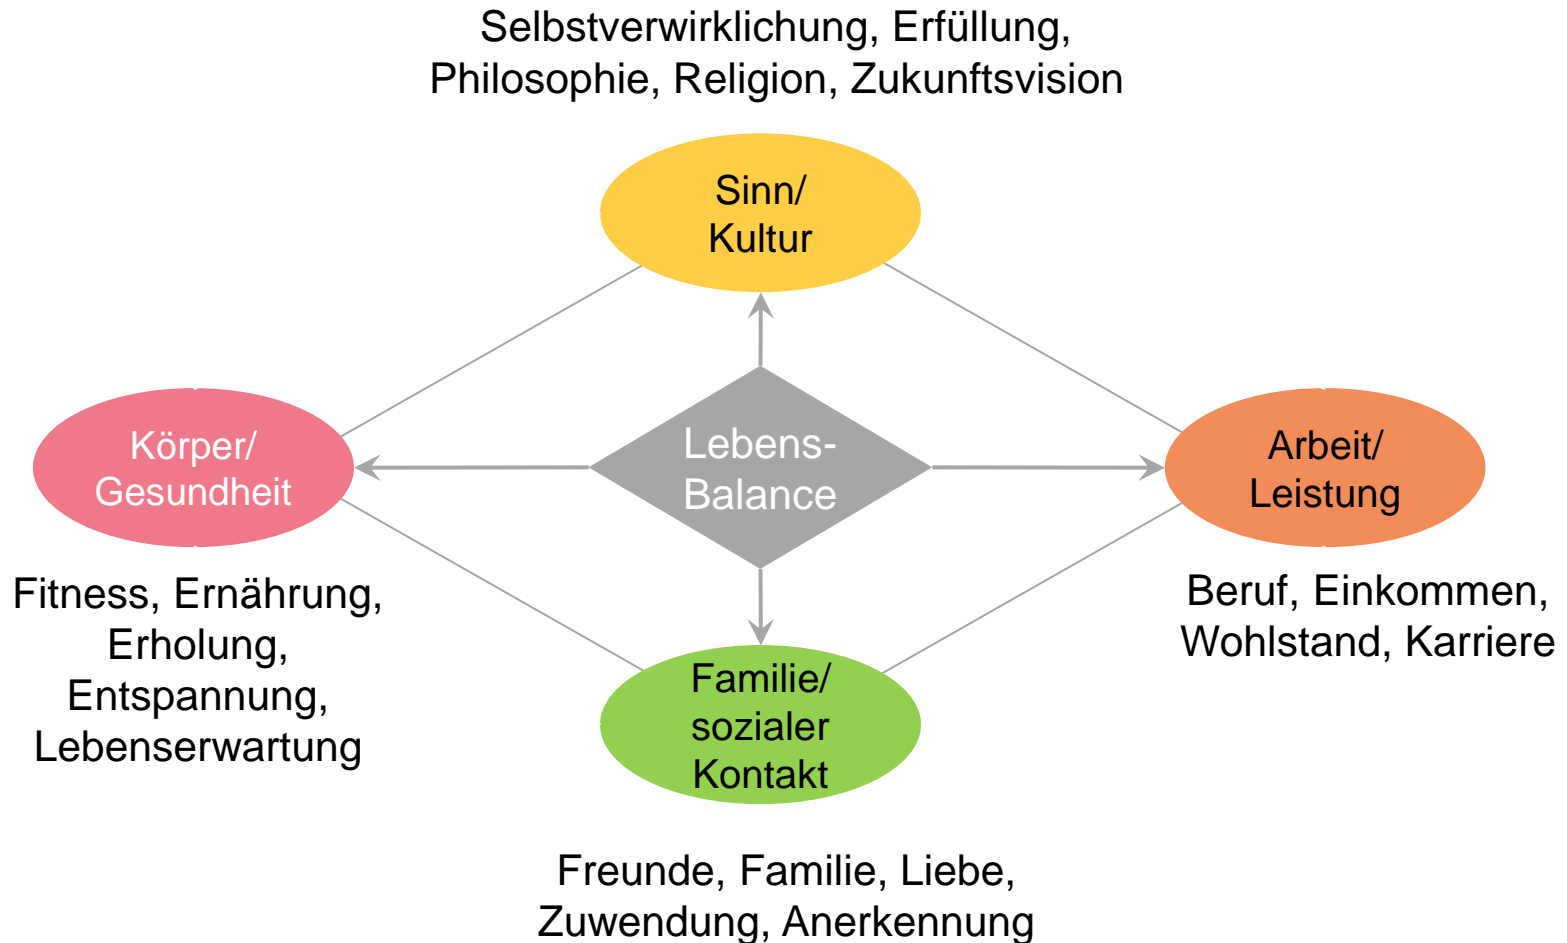 Selbstverwirklichung, Erfüllung,
Philosophie, Religion, Zukunftsvision
Sinn/
Kultur
Körper/
Gesundheit
Lebens-
Balance
Arbeit/
Leistung
Fitness, Ernährung,
Erholung,
Entspannung,
Lebenserwartung
Beruf, Einkommen,
Wohlstand, Karriere
Familie/
sozialer
Kontakt
Freunde, Familie, Liebe,
Zuwendung, Anerkennung